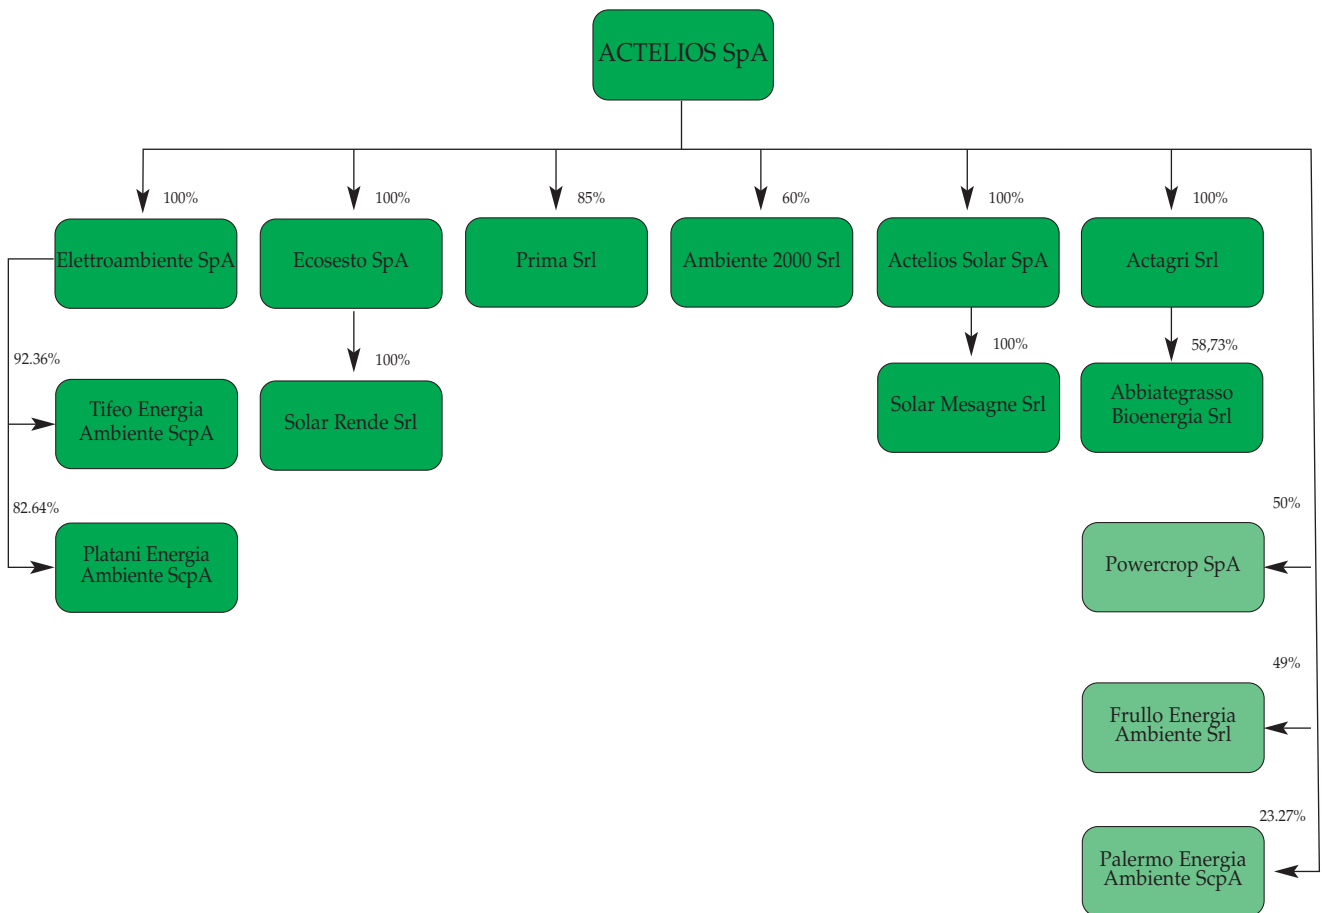 ACTELIOS SpA
100%
100%
85%
60%
100%
100%
Elettroambiente SpA
Ecosesto SpA
Prima Srl
Ambiente 2000 Srl
Actelios Solar SpA
Actagri Srl
92.36%
100%
100%
58,73%
Tifeo Energia
Ambiente ScpA
Solar Rende Srl
Solar Mesagne Srl
Abbiategrasso
Bioenergia Srl
82.64%
50%
Platani Energia
Ambiente ScpA
Powercrop SpA
49%
Frullo Energia
Ambiente Srl
23.27%
Palermo Energia
Ambiente ScpA